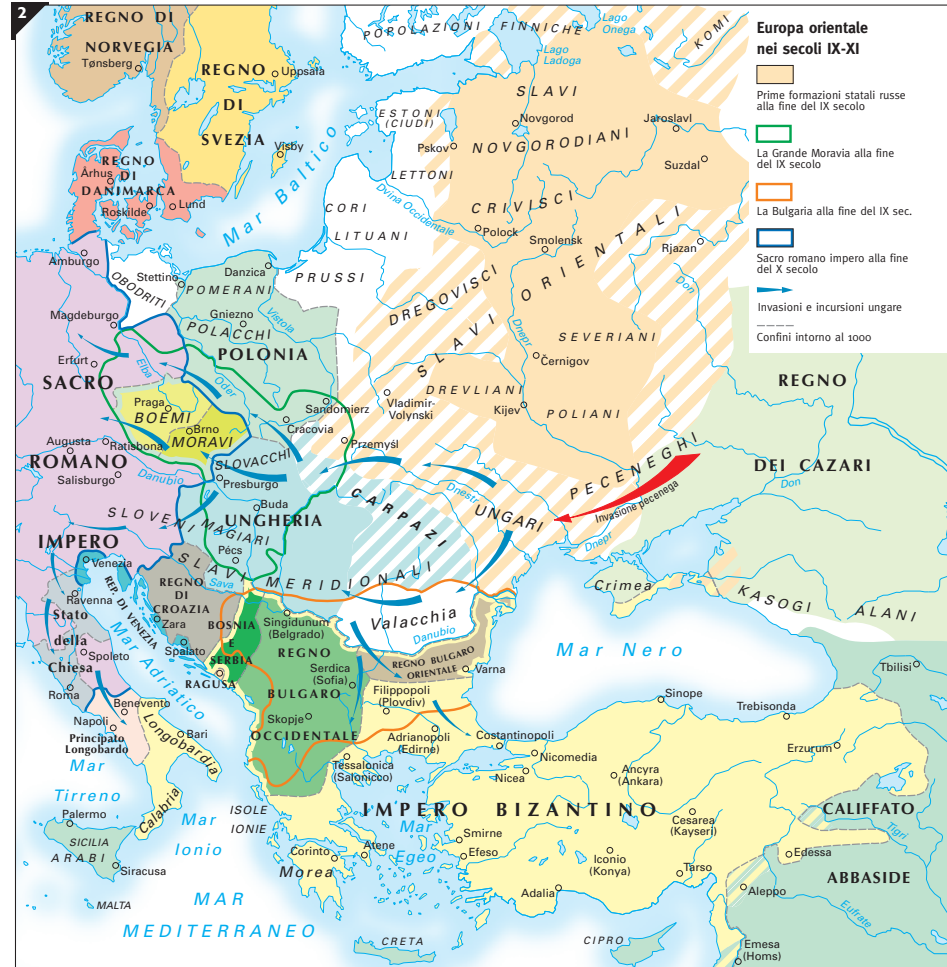 2
REGNO DI
NORVEGIA
Tønsberg
REGNO
DI
SVEZIA
Uppsala
Visby
POPOLAZIONI FINNICHE
Lago
Ladoga
Lago
Onega
KOMI
REGNO
DI
DANIMARCA
Århus
Roskilde
Lund
Mar Baltico
ESTONI
(CIUDI)
Pskov
LETTONI
Dvina Occidentale
CORI
LITUANI
PRUSSI
SLAVI
Novgorod
NOVGORODIANI
Jaroslavl
Suzdal
CRIVISCI
Polock
Smolensk
Rjazan
Don
SLAVI ORIENTALI
DREGOVISCI
Dnepr
SEVERIANI
Černigov
DREVLIANI
Vladimir-
Volynski
Kijev
POLIANI
Amburgo
OBODRITI
Stettino
Danzica
POMERANI
Gniezno
Vistola
POLACCHI
POLONIA
Magdeburgo
Erfurt
Elba
Oder
SACRO
ROMANO
IMPERO
Praga
BOEMI
Brno
MORAVI
Sandomierz
Cracovia
Przemyśl
Augusta
Ratisbona
Salisburgo
Danubio
SLOVACCHI
Presburgo
Buda
UNGHERIA
MAGIARI
Pécs
SLOVENI
CARPAZI
Dnestr
UNGARI
PECENEGHI
Invasione pecenega
Dnepr
REGNO
DEI CAZARI
Don
SLAVI MERIDIONALI
Sava
Venezia
REP. DI VENEZIA
Ravenna
Stato
della
Chiesa
Spoleto
Roma
REGNO
DI
CROAZIA
Zara
Spalato
Mar Adriatico
BOSNIA
E
SERBIA
RAGUSA
Singidunum
(Belgrado)
REGNO
BULGARO
OCCIDENTALE
Serdica
(Sofia)
Skopje
Valacchia
Danubio
REGNO BULGARO
ORIENTALE
Varna
Filippopoli
(Plovdiv)
Adrianopoli
(Edirne)
Tessalonica
(Salonicco)
Costantinopoli
Nicomedia
Nicea
Mar Nero
Crimea
KASOGI
ALANI
Tbilisi
Sinope
Trebisonda
Erzurum
Ancyra
(Ankara)
Cesarea
(Kayseri)
IMPERO BIZANTINO
Benevento
Napoli
Principato
Longobardo
Bari
Longobardia
Calabria
Mar
Tirreno
Palermo
SICILIA
ARABI
Siracusa
MALTA
Mar
Ionio
ISOLE
IONIE
Corinto
Atene
Morea
Mar
Egeo
Smirne
Efeso
Iconio
(Konya)
Adalia
Tarso
MAR
MEDITERRANEO
CRETA
CIPRO
CALIFFATO
ABBASIDE
Tigri
Edessa
Aleppo
Eufrate
Emesa
(Homs)
Europa orientale
nei secoli IX-XI
Prime formazioni statali russe
alla fine del IX secolo
La Grande Moravia alla fine
del IX secolo
La Bulgaria alla fine del IX sec.
Sacro romano impero alla fine
del X secolo
Invasioni e incursioni ungare
Confini intorno al 1000